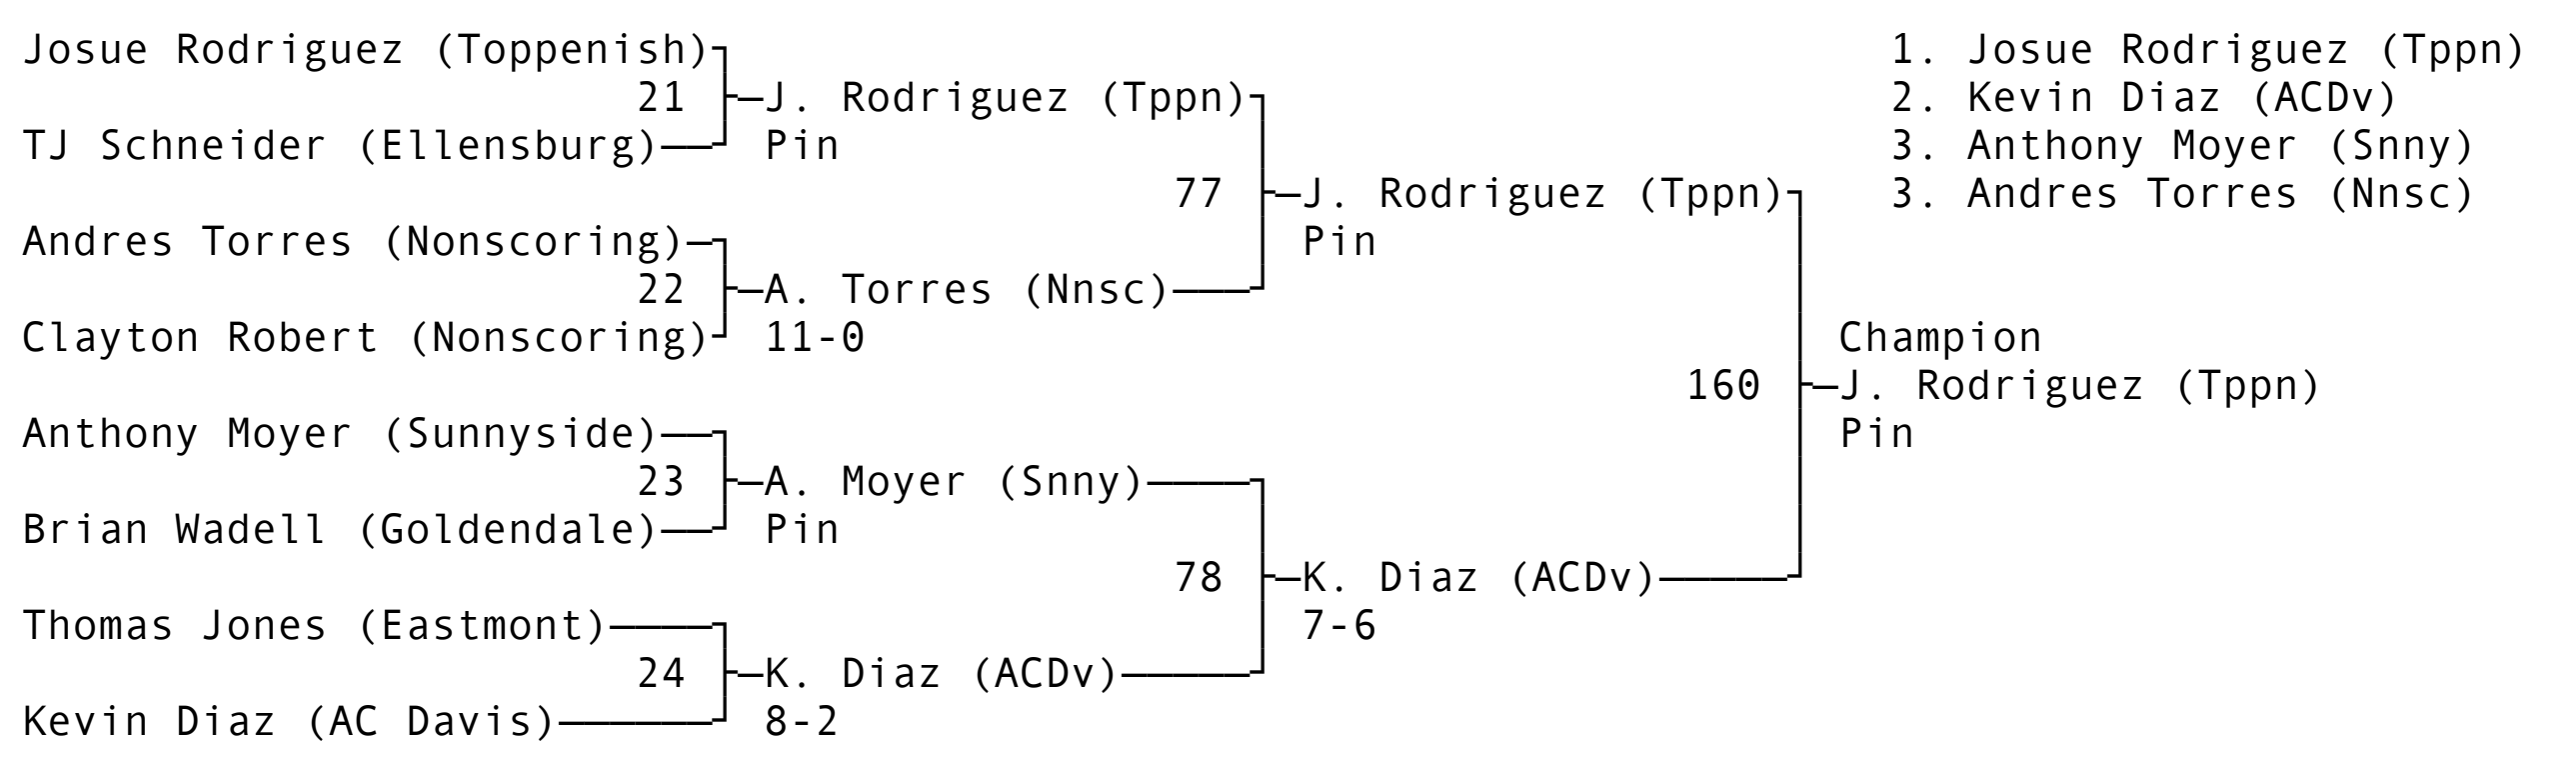 Josue Rodriguez (Toppenish) 1. Josue Rodriguez (Tppn)
21 J. Rodriguez (Tppn) 2. Kevin Diaz (ACDv)
TJ Schneider (Ellensburg) Pin 3. Anthony Moyer (Snny)
77 J. Rodriguez (Tppn) 3. Andres Torres (Nnsc)
Andres Torres (Nonscoring) Pin
22 A. Torres (Nnsc)
Clayton Robert (Nonscoring) 11-0 Champion
160 J. Rodriguez (Tppn)
Anthony Moyer (Sunnyside) Pin
23 A. Moyer (Snny)
Brian Wadell (Goldendale) Pin
78 K. Diaz (ACDv)
Thomas Jones (Eastmont) 7-6
24 K. Diaz (ACDv)
Kevin Diaz (AC Davis) 8-2